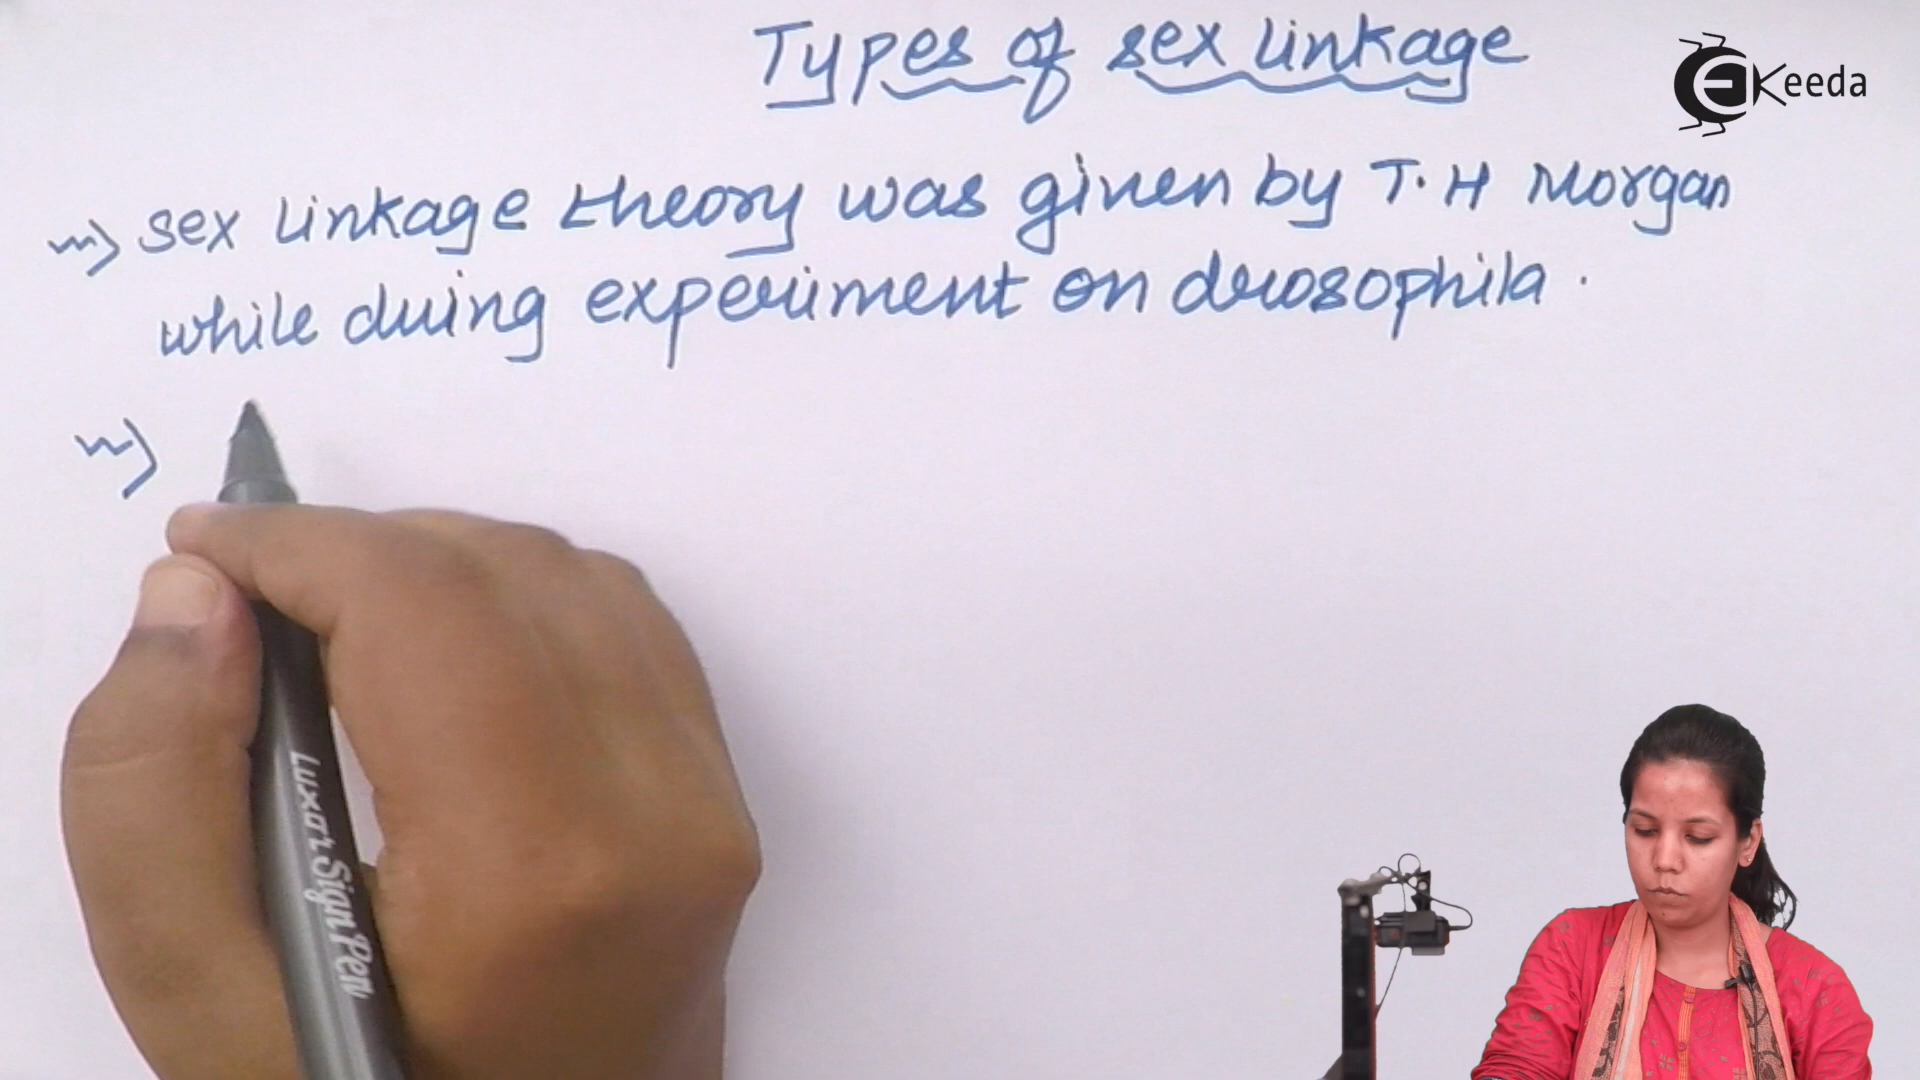 Types of sex linkage
EKeeda
sex linkage theory was given by T.H Morgan
while duing experiment on drosophila.
Luxor Sign Pen